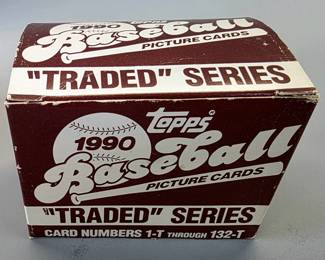 1990
Baseball
PICTURE CARDS
"TRADED" SERIES
Topps
1990
Baseball
PICTURE CARDS
"TRADED" SERIES
CARD NUMBERS 1-T THROUGH 132-T